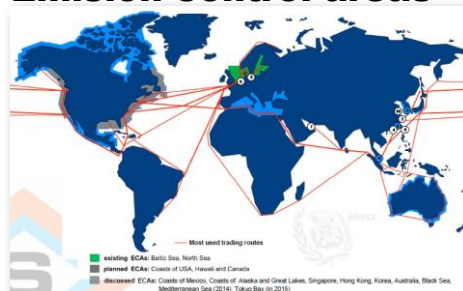 Emision control areas
Most used trading routes
existing ECAs: Baltic Sea, North Sea
planned ECAs: Coasts of USA, Hawaii and Canada
discussed ECAs: Coasts of Mexico, Coasts of Alaska and Great Lakes, Singapore, Hong Kong, Korea, Australia, Black Sea,
Mediterranean Sea (2014), Tokyo Bay (in 2015)
IMO